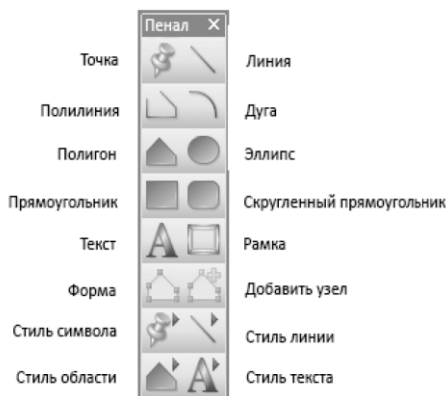 Пенал ×
Точка Линия
Полилиния Дуга
Полигон Эллипс
Прямоугольник Скругленный прямоугольник
Текст Рамка
Форма Добавить узел
Стиль символа Стиль линии
Стиль области Стиль текста